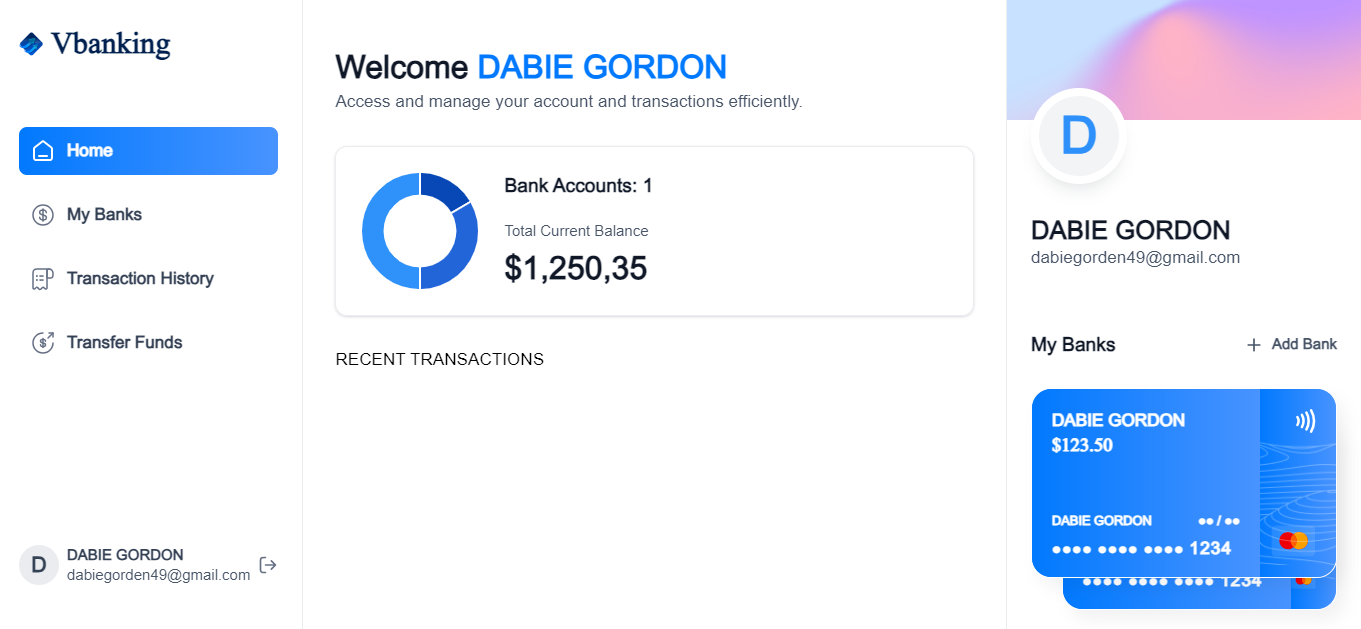 Vbanking
Home
My Banks
Transaction History
Transfer Funds
D
DABIE GORDON
dabiegorden49@gmail.com
Welcome DABIE GORDON
Access and manage your account and transactions efficiently.
Bank Accounts: 1
Total Current Balance
$1,250,35
RECENT TRANSACTIONS
D
DABIE GORDON
dabiegorden49@gmail.com
My Banks
+ Add Bank
DABIE GORDON
$123.50
DABIE GORDON ●● / ●●
●●●● ●●●● ●●●● 1234
●●●● ●●●● ●●●● 1234